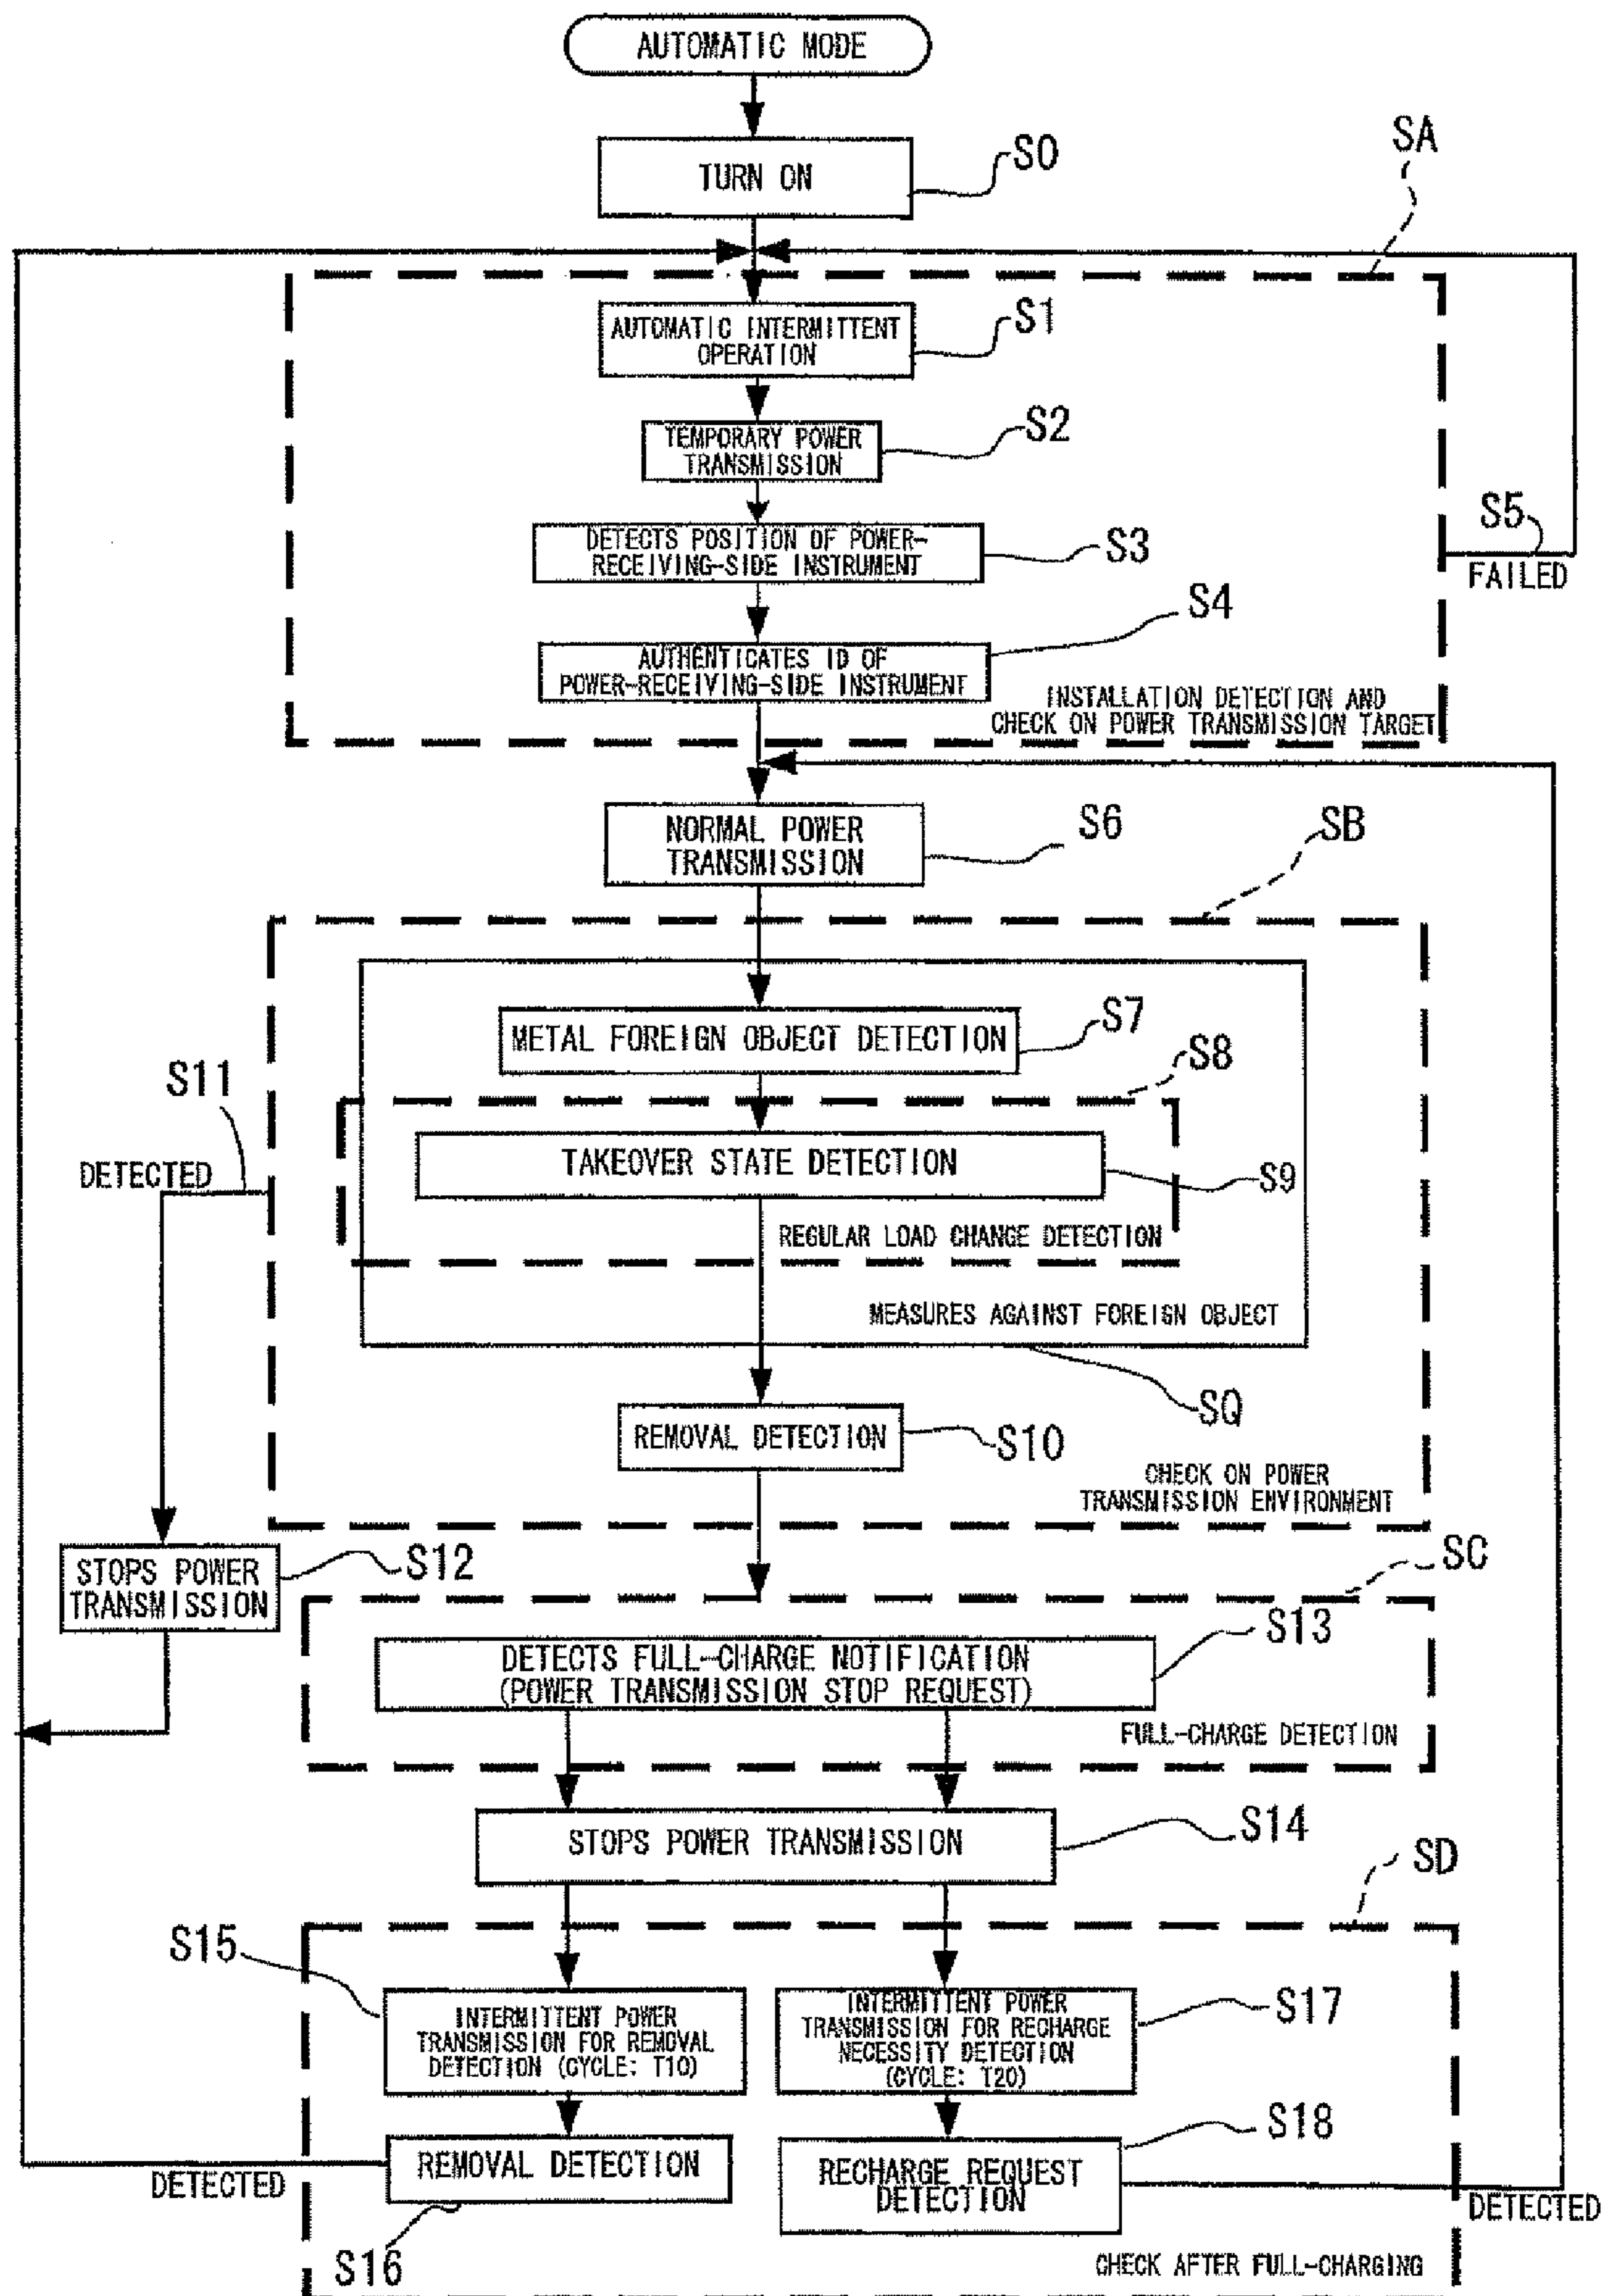 AUTOMATIC MODE
TURN ON
S0
SA
AUTOMATIC INTERMITTENT
OPERATION
S1
TEMPORARY POWER
TRANSMISSION
S2
DETECTS POSITION OF POWER-
RECEIVING-SIDE INSTRUMENT
S3
S5
FAILED
AUTHENTICATES ID OF
POWER-RECEIVING-SIDE INSTRUMENT
S4
INSTALLATION DETECTION AND
CHECK ON POWER TRANSMISSION TARGET
NORMAL POWER
TRANSMISSION
S6
SB
METAL FOREIGN OBJECT DETECTION
S7
S8
S11
DETECTED
TAKEOVER STATE DETECTION
S9
REGULAR LOAD CHANGE DETECTION
MEASURES AGAINST FOREIGN OBJECT
SQ
REMOVAL DETECTION
S10
CHECK ON POWER
TRANSMISSION ENVIRONMENT
STOPS POWER
TRANSMISSION
S12
SC
DETECTS FULL-CHARGE NOTIFICATION
(POWER TRANSMISSION STOP REQUEST)
S13
FULL-CHARGE DETECTION
STOPS POWER TRANSMISSION
S14
SD
S15
INTERMITTENT POWER
TRANSMISSION FOR REMOVAL
DETECTION (CYCLE: T10)
INTERMITTENT POWER
TRANSMISSION FOR RECHARGE
NECESSITY DETECTION
(CYCLE: T20)
S17
REMOVAL DETECTION
DETECTED
S16
RECHARGE REQUEST
DETECTION
S18
DETECTED
CHECK AFTER FULL-CHARGING